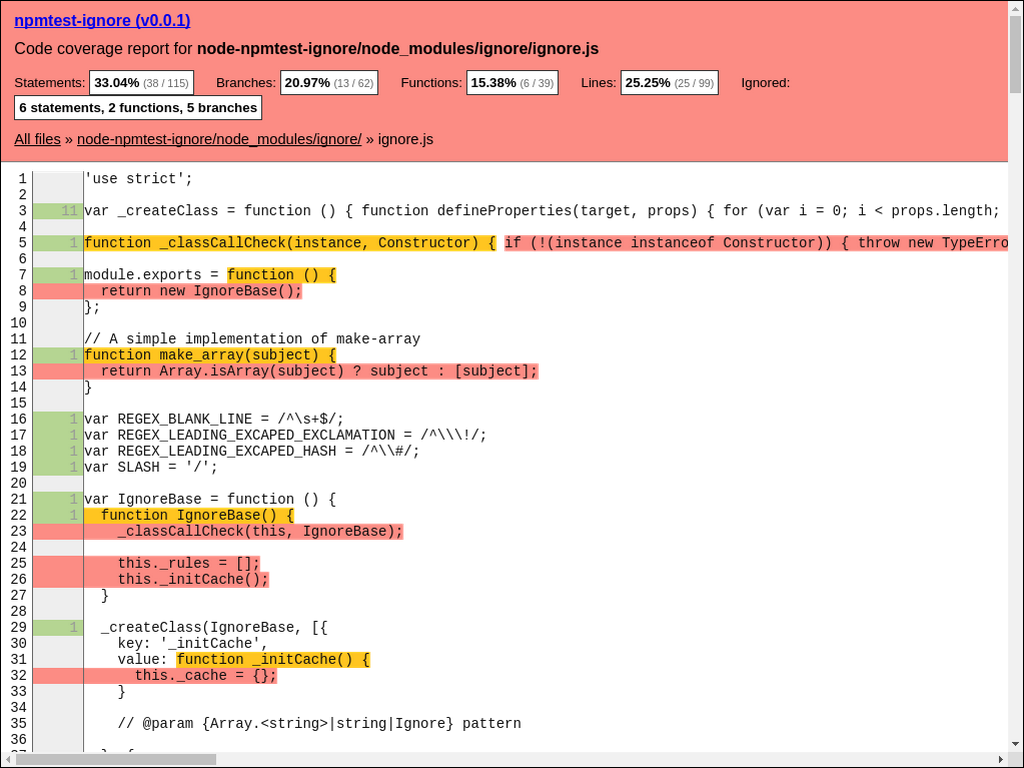 npmtest-ignore (v0.0.1)
Code coverage report for node-npmtest-ignore/node_modules/ignore/ignore.js
Statements: 33.04% (38 / 115) Branches: 20.97% (13 / 62) Functions: 15.38% (6 / 39) Lines: 25.25% (25 / 99) Ignored:
6 statements, 2 functions, 5 branches
All files » node-npmtest-ignore/node_modules/ignore/ » ignore.js
1 'use strict';
2
3 11 var _createClass = function () { function defineProperties(target, props) { for (var i = 0; i < props.length;
4
5 1 function _classCallCheck(instance, Constructor) { if (!(instance instanceof Constructor)) { throw new TypeErro
6
7 1 module.exports = function () {
8 return new IgnoreBase();
9 };
10
11 // A simple implementation of make-array
12 1 function make_array(subject) {
13 return Array.isArray(subject) ? subject : [subject];
14 }
15
16 1 var REGEX_BLANK_LINE = /^\s+$/;
17 1 var REGEX_LEADING_EXCAPED_EXCLAMATION = /^\\\!/;
18 1 var REGEX_LEADING_EXCAPED_HASH = /^\\#/;
19 1 var SLASH = '/';
20
21 1 var IgnoreBase = function () {
22 1 function IgnoreBase() {
23 _classCallCheck(this, IgnoreBase);
24
25 this._rules = [];
26 this._initCache();
27 }
28
29 1 _createClass(IgnoreBase, [{
30 key: '_initCache',
31 value: function _initCache() {
32 this._cache = {};
33 }
34
35 // @param {Array.<string>|string|Ignore} pattern
36